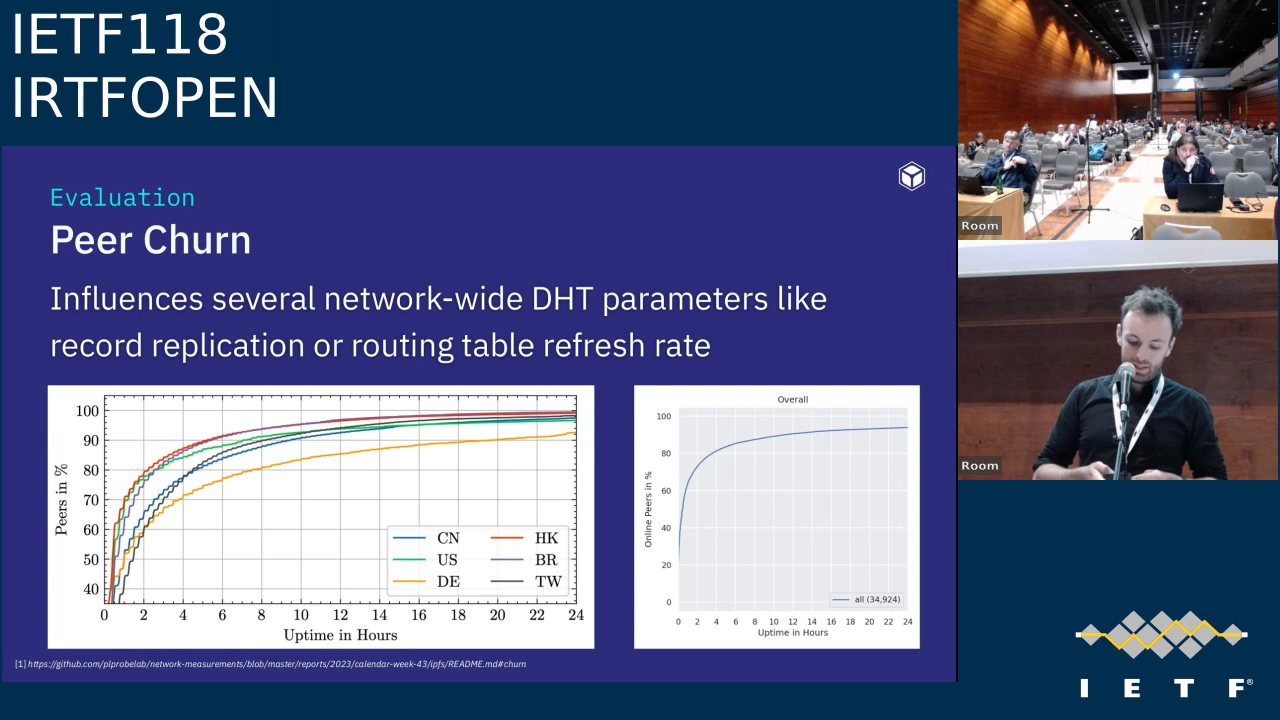 IETF118
IRTFOPEN
Evaluation
Peer Churn
Influences several network-wide DHT parameters like
record replication or routing table refresh rate
100
90
80
70
60
50
40
Peers in %
0 2 4 6 8 10 12 14 16 18 20 22 24
Uptime in Hours
CN HK
US BR
DE TW
Overall
100
80
60
40
20
0
Online Peers in %
0 2 4 6 8 10 12 14 16 18 20 22 24
Uptime in Hours
all (34,924)
[1] https://github.com/plprobelab/network-measurements/blob/master/reports/2023/calendar-week-43/ipfs/README.md#churn
Room
Room
I E T F®